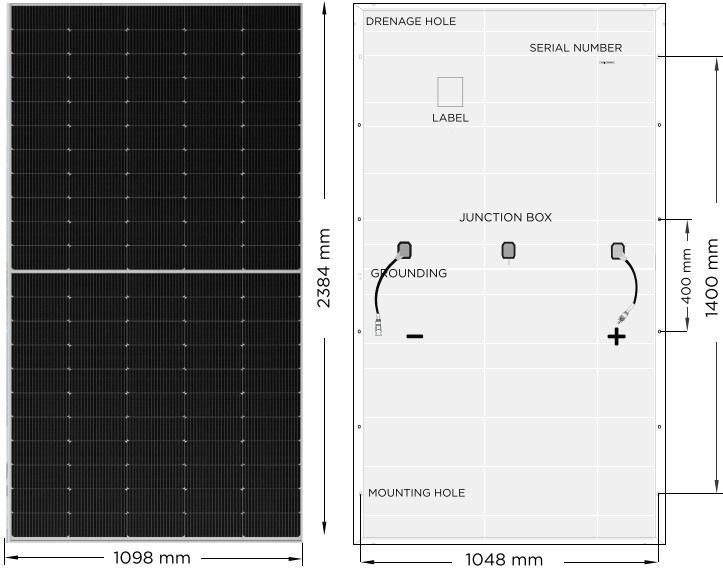 DRENAGE HOLE
SERIAL NUMBER
LABEL
JUNCTION BOX
GROUNDING
2384 mm
400 mm
1400 mm
− +
MOUNTING HOLE
1098 mm
1048 mm